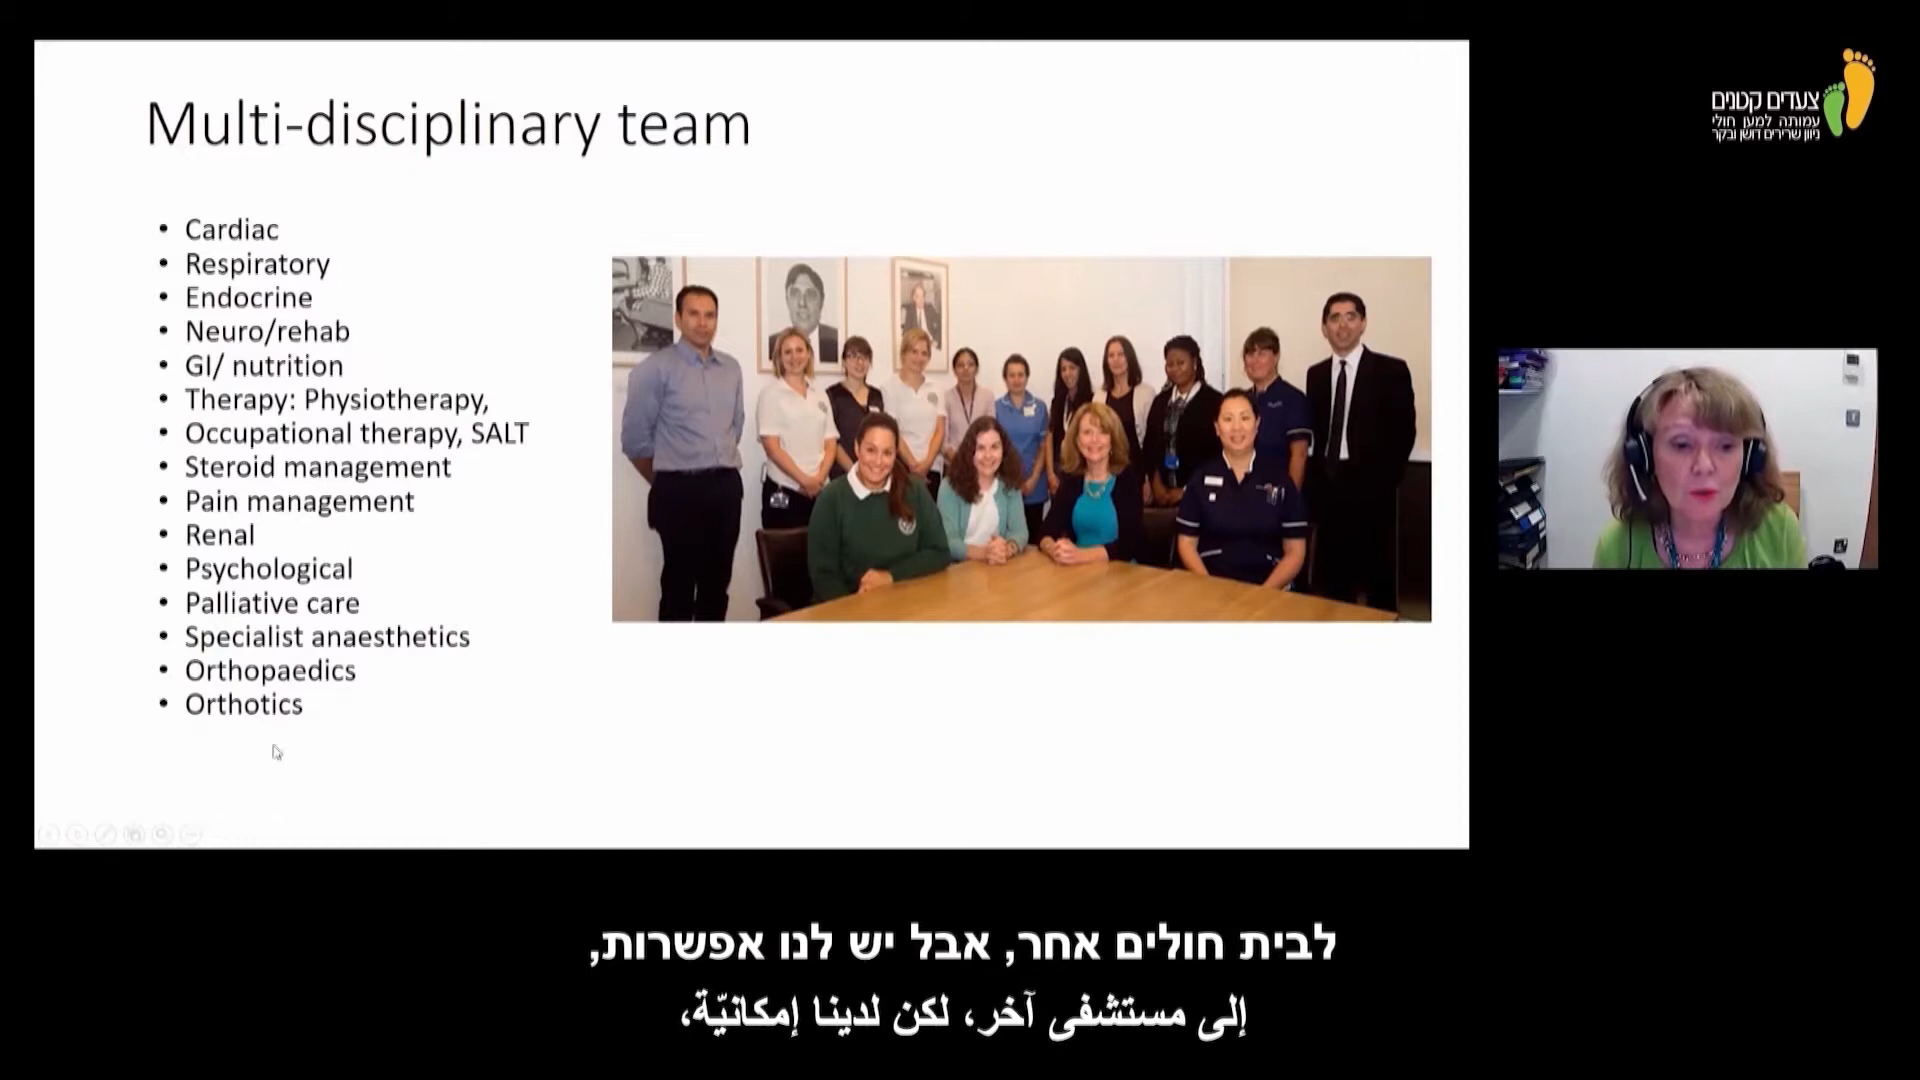 Multi-disciplinary team
• Cardiac
• Respiratory
• Endocrine
• Neuro/rehab
• GI/ nutrition
• Therapy: Physiotherapy,
• Occupational therapy, SALT
• Steroid management
• Pain management
• Renal
• Psychological
• Palliative care
• Specialist anaesthetics
• Orthopaedics
• Orthotics
צעדים קטנים
עמותה למען חולי
ניוון שרירים דושן ובקר
לבית חולים אחר, אבל יש לנו אפשרות,
إلى مستشفى آخر، لكن لدينا إمكانيّة،